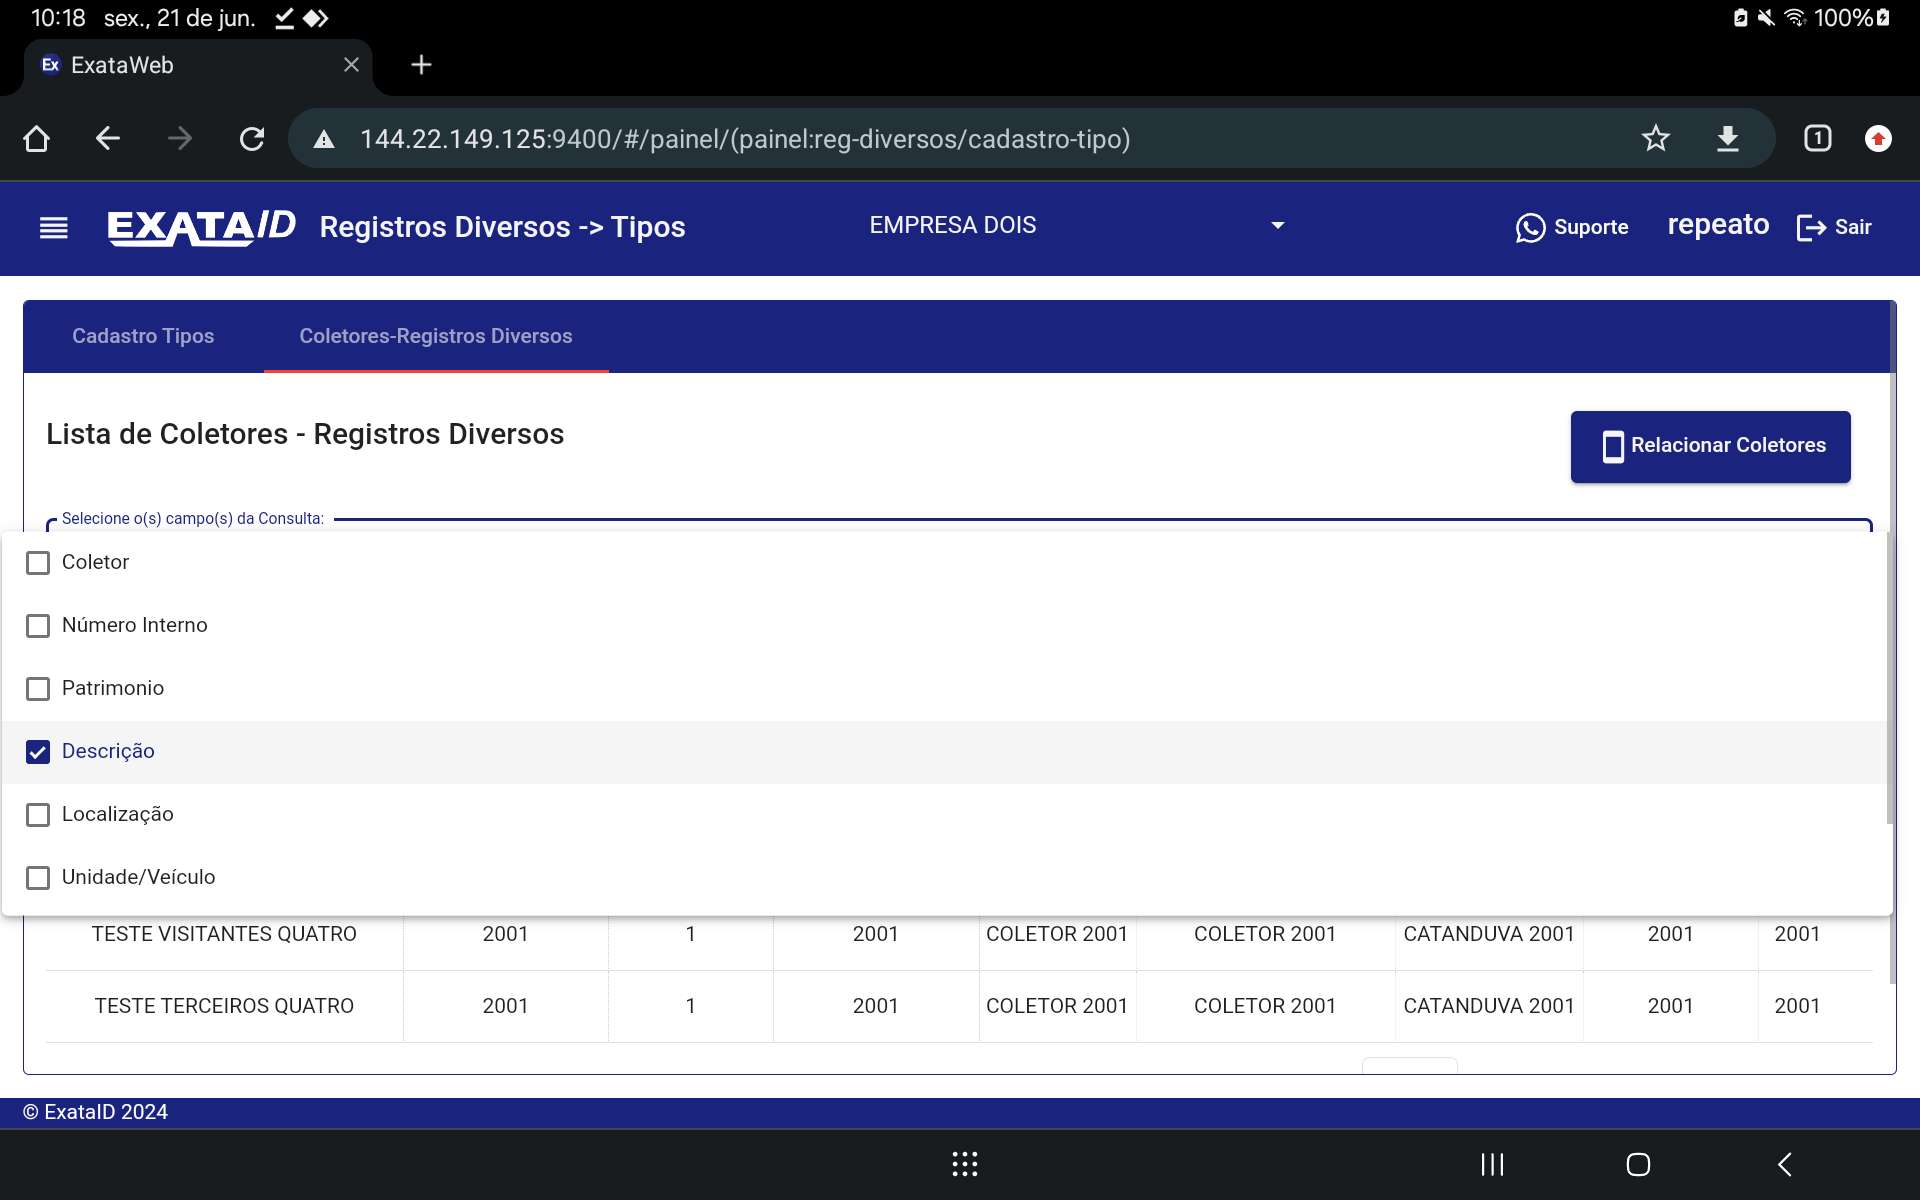 10:18 sex., 21 de jun. 100%
Ex ExataWeb
144.22.149.125:9400/#/painel/(painel:reg-diversos/cadastro-tipo) 1
EXATAID Registros Diversos -> Tipos EMPRESA DOIS Suporte repeato Sair
Cadastro Tipos Coletores-Registros Diversos
Lista de Coletores - Registros Diversos Relacionar Coletores
Selecione o(s) campo(s) da Consulta:
Coletor
Número Interno
Patrimonio
Descrição
Localização
Unidade/Veículo
TESTE VISITANTES QUATRO 2001 1 2001 COLETOR 2001 COLETOR 2001 CATANDUVA 2001 2001 2001
TESTE TERCEIROS QUATRO 2001 1 2001 COLETOR 2001 COLETOR 2001 CATANDUVA 2001 2001 2001
© ExataID 2024